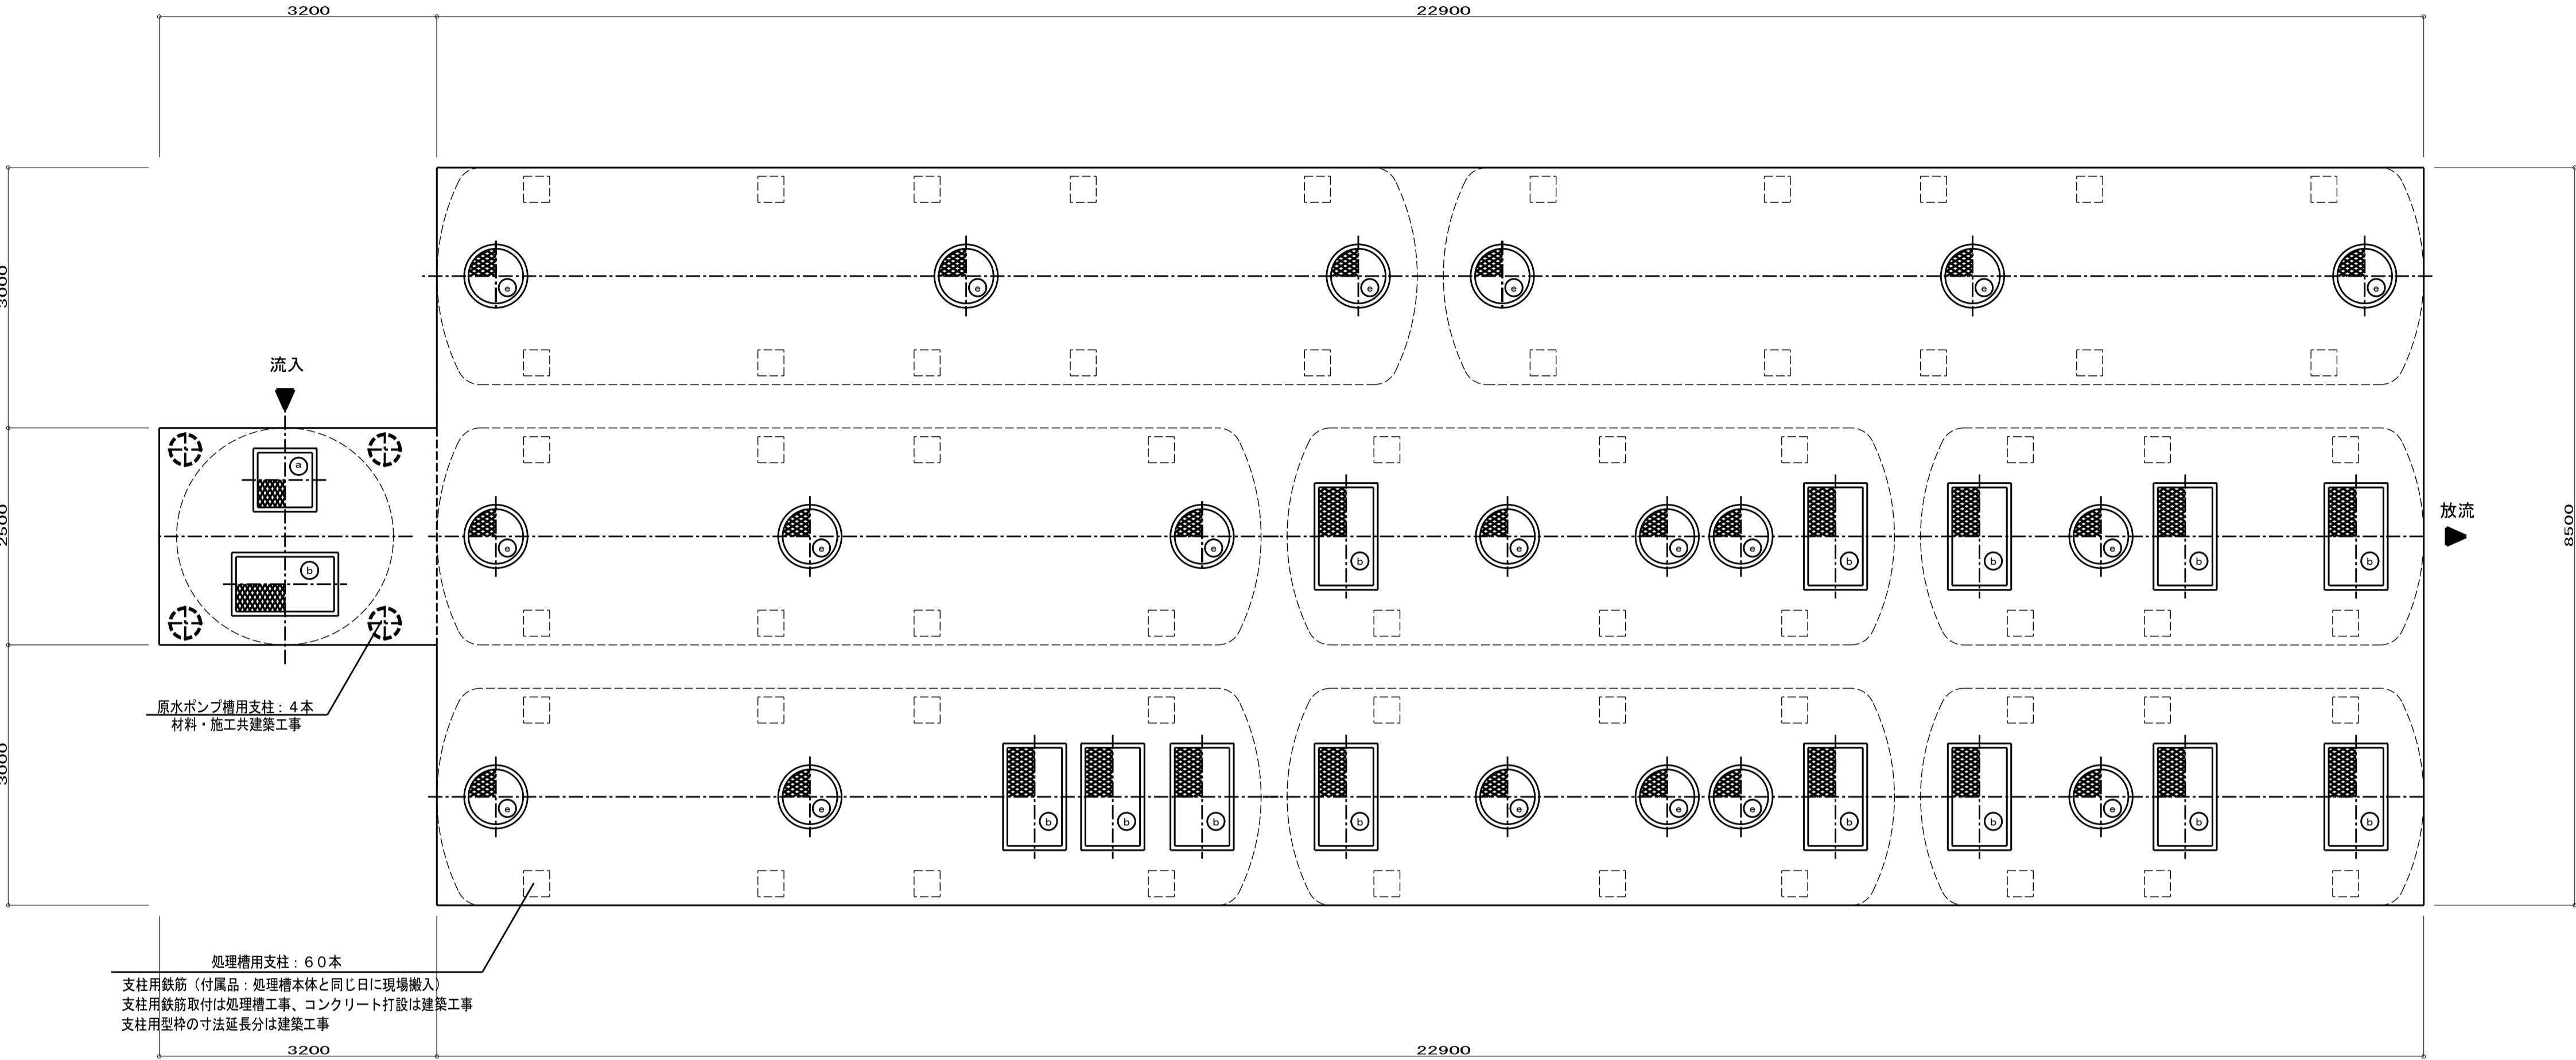 3200
22900
3000
流入
2500
3000
8500
放流
e
e
e
e
e
e
a
b
e
e
e
b
e
e
e
b
b
e
b
b
e
e
b
b
b
b
e
e
e
b
b
e
b
b
原水ポンプ槽用支柱：４本
材料・施工共建築工事
処理槽用支柱：６０本
支柱用鉄筋（付属品：処理槽本体と同じ日に現場搬入）
支柱用鉄筋取付は処理槽工事、コンクリート打設は建築工事
支柱用型枠の寸法延長分は建築工事
3200
22900